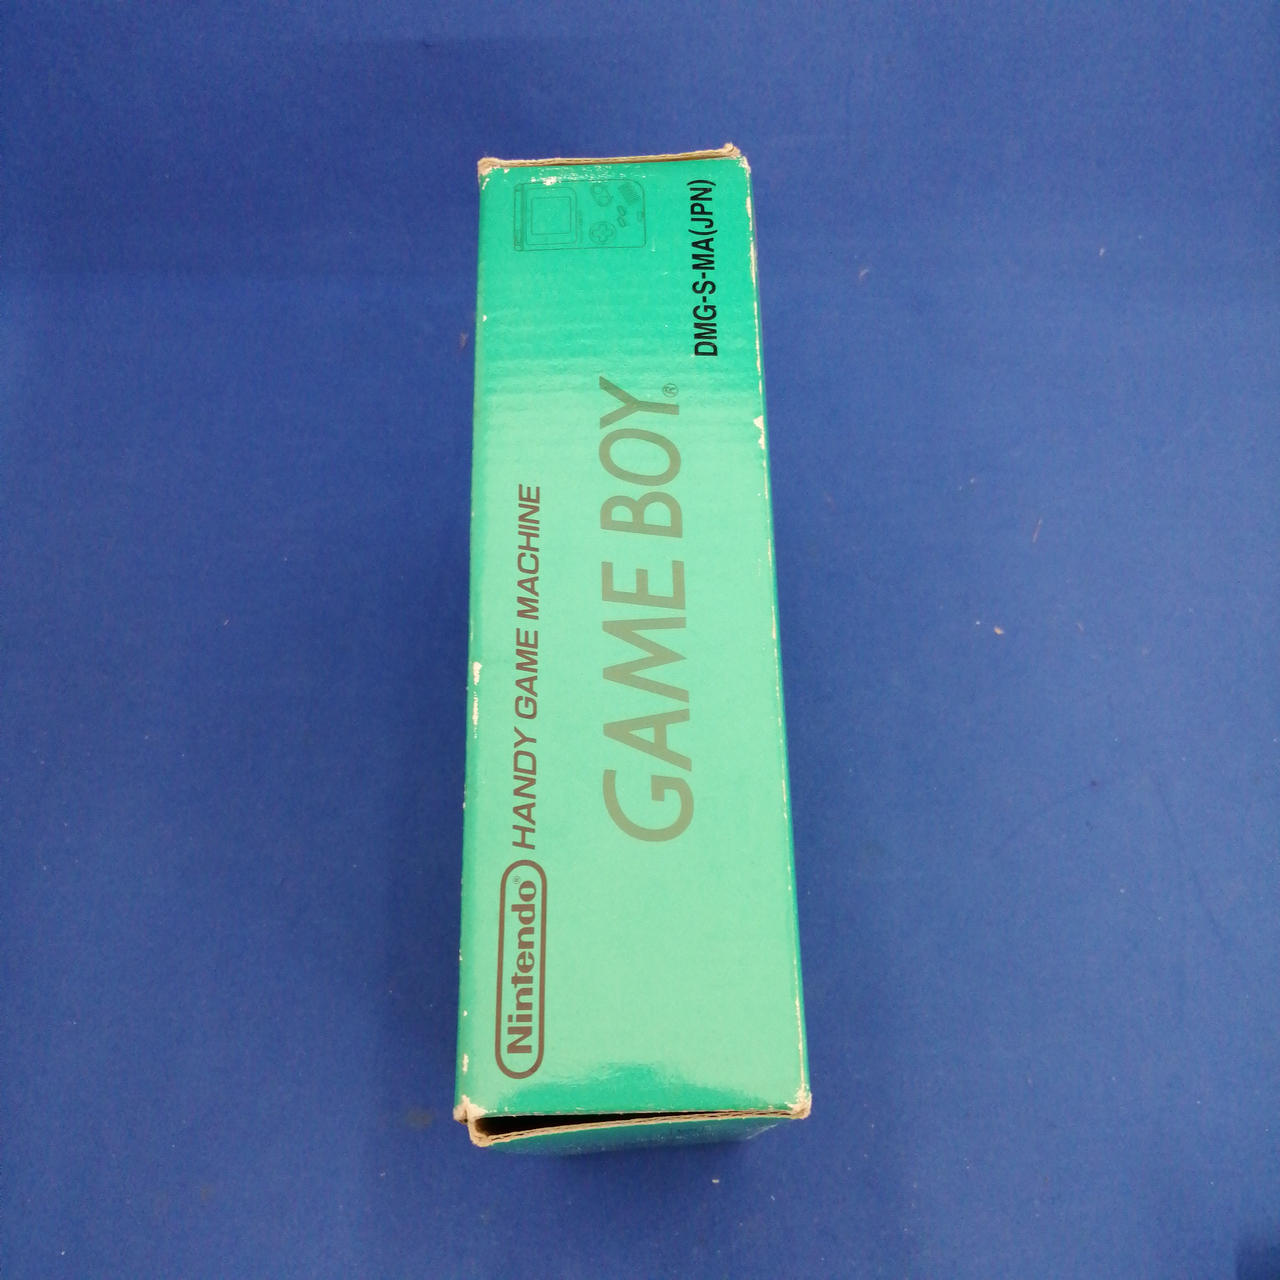 Nintendo® HANDY GAME MACHINE
GAME BOY®
DMG-S-MA(JPN)